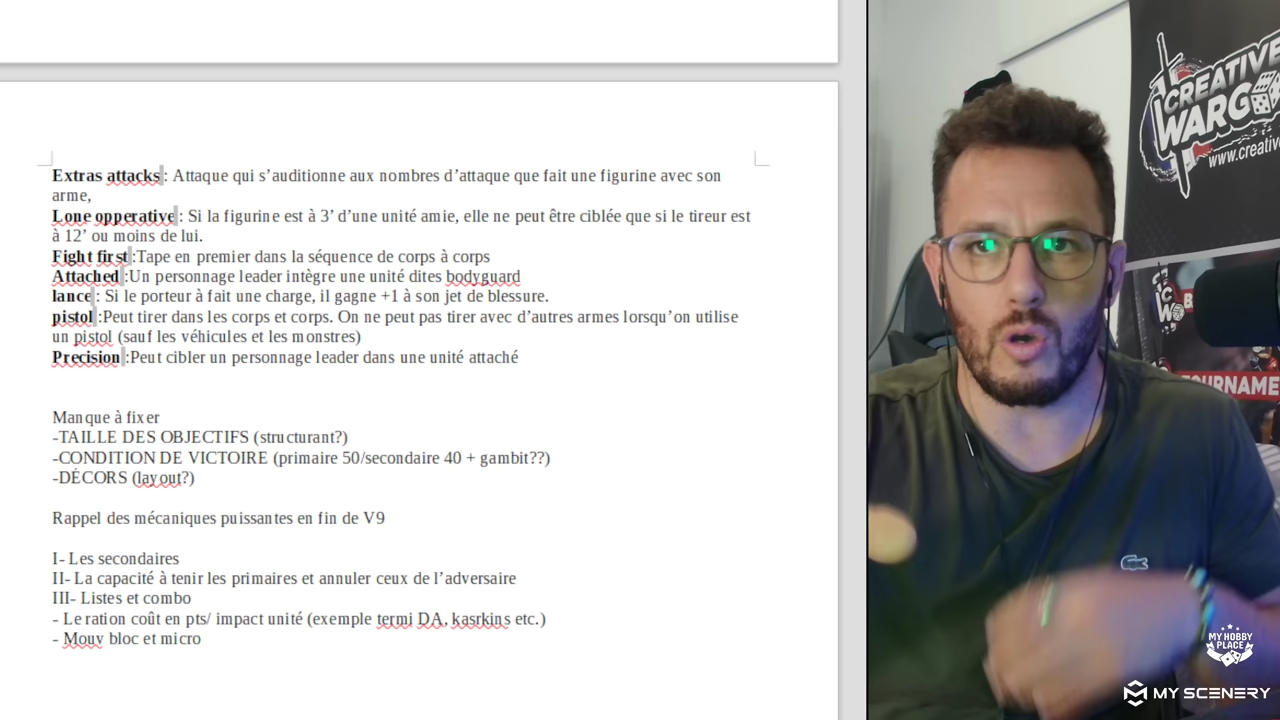 Extras attacks : Attaque qui s’auditionne aux nombres d’attaque que fait une figurine avec son
arme,
Lone opperative : Si la figurine est à 3’ d’une unité amie, elle ne peut être ciblée que si le tireur est
à 12’ ou moins de lui.
Fight first :Tape en premier dans la séquence de corps à corps
Attached :Un personnage leader intègre une unité dites bodyguard
lance : Si le porteur à fait une charge, il gagne +1 à son jet de blessure.
pistol :Peut tirer dans les corps et corps. On ne peut pas tirer avec d’autres armes lorsqu’on utilise
un pistol (sauf les véhicules et les monstres)
Precision :Peut cibler un personnage leader dans une unité attaché
Manque à fixer
-TAILLE DES OBJECTIFS (structurant?)
-CONDITION DE VICTOIRE (primaire 50/secondaire 40 + gambit??)
-DÉCORS (layout?)
Rappel des mécaniques puissantes en fin de V9
I- Les secondaires
II- La capacité à tenir les primaires et annuler ceux de l’adversaire
III- Listes et combo
- Le ration coût en pts/ impact unité (exemple termi DA, kasrkins etc.)
- Mouv bloc et micro
CREATIVE
WARG
www.creative
TOURNAME
MY HOBBY
PLACE
MY SCENERY